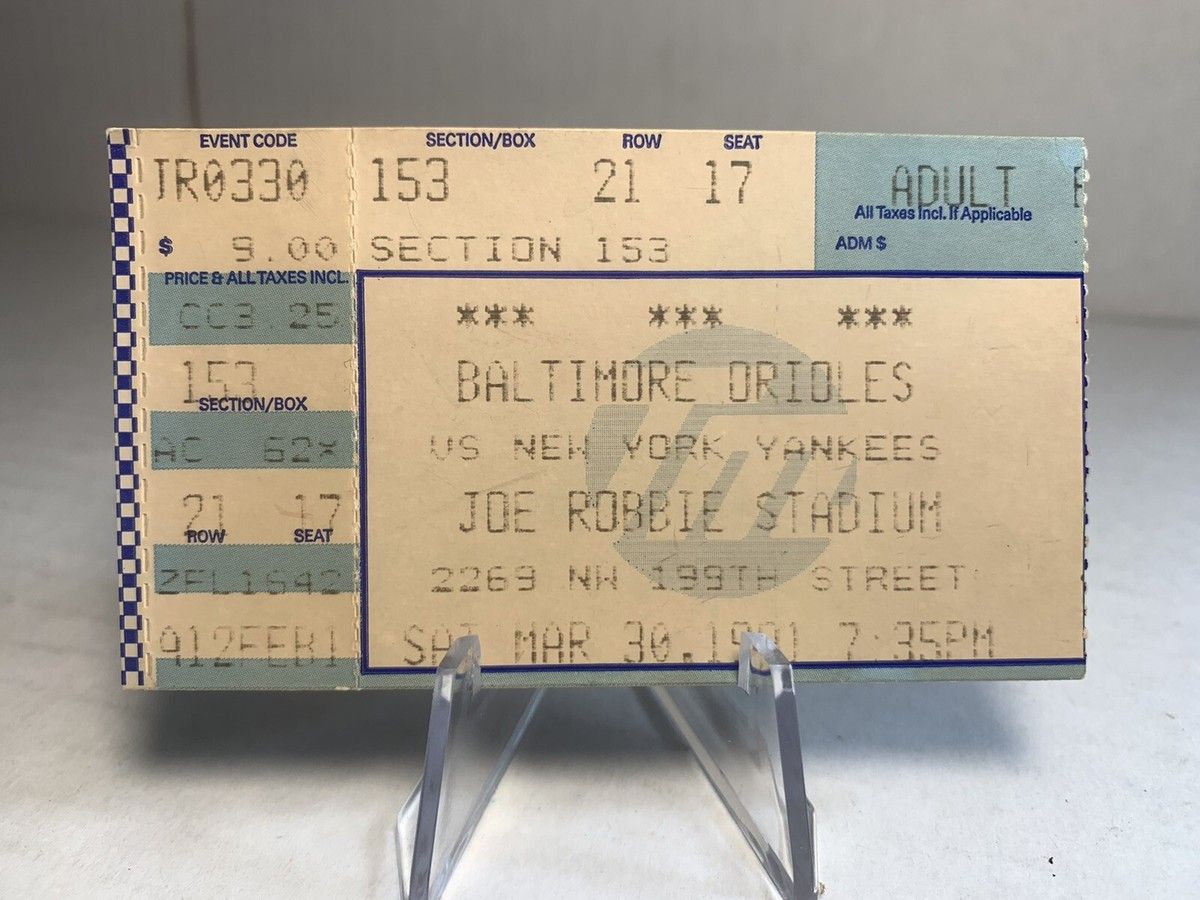 EVENT CODE SECTION/BOX ROW SEAT
TR0330 153 21 17 ADULT
All Taxes Incl. If Applicable
$ 9.00 SECTION 153 ADM $
PRICE & ALL TAXES INCL.
CC3.25 *** *** ***
153 BALTIMORE ORIOLES
SECTION/BOX
AC 62X VS NEW YORK YANKEES
21 17 JOE ROBBIE STADIUM
ROW SEAT
ZFL1642 2269 NW 199TH STREET
A12FEB1 SAT MAR 30,1991 7:35PM